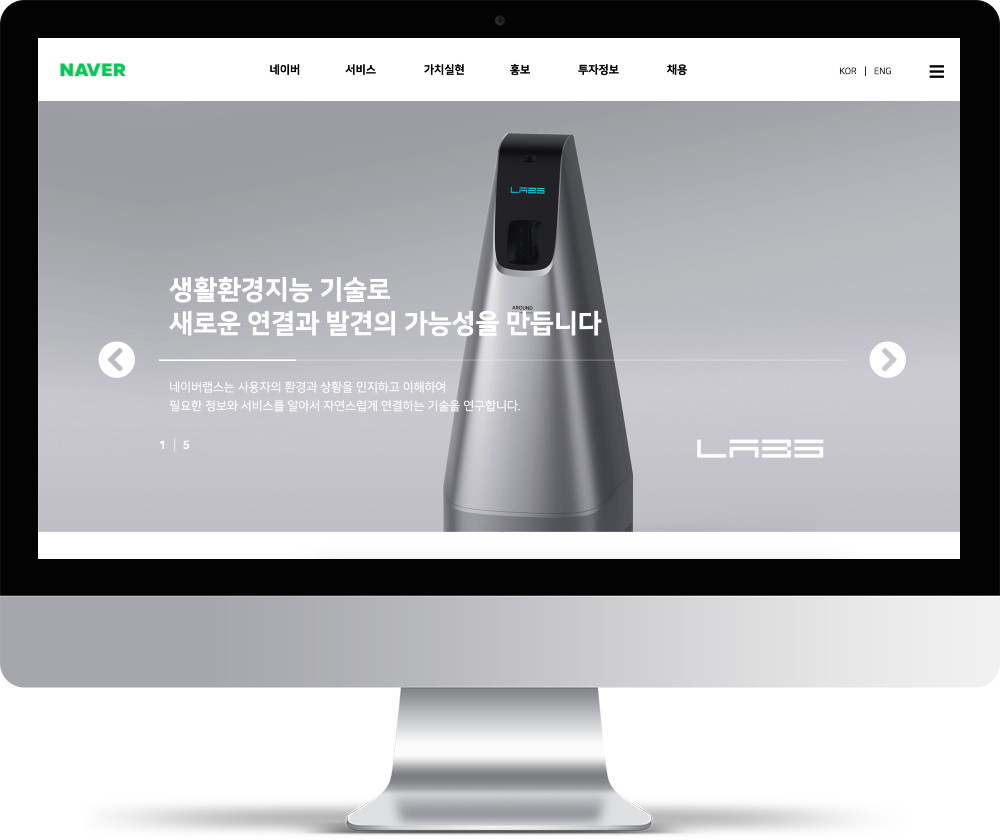 NAVER
네이버 서비스 가치실현 홍보 투자정보 채용
KOR | ENG
LABS
AROUND
생활환경지능 기술로
새로운 연결과 발견의 가능성을 만듭니다
네이버랩스는 사용자의 환경과 상황을 인지하고 이해하여
필요한 정보와 서비스를 알아서 자연스럽게 연결하는 기술을 연구합니다.
1 | 5
LABS